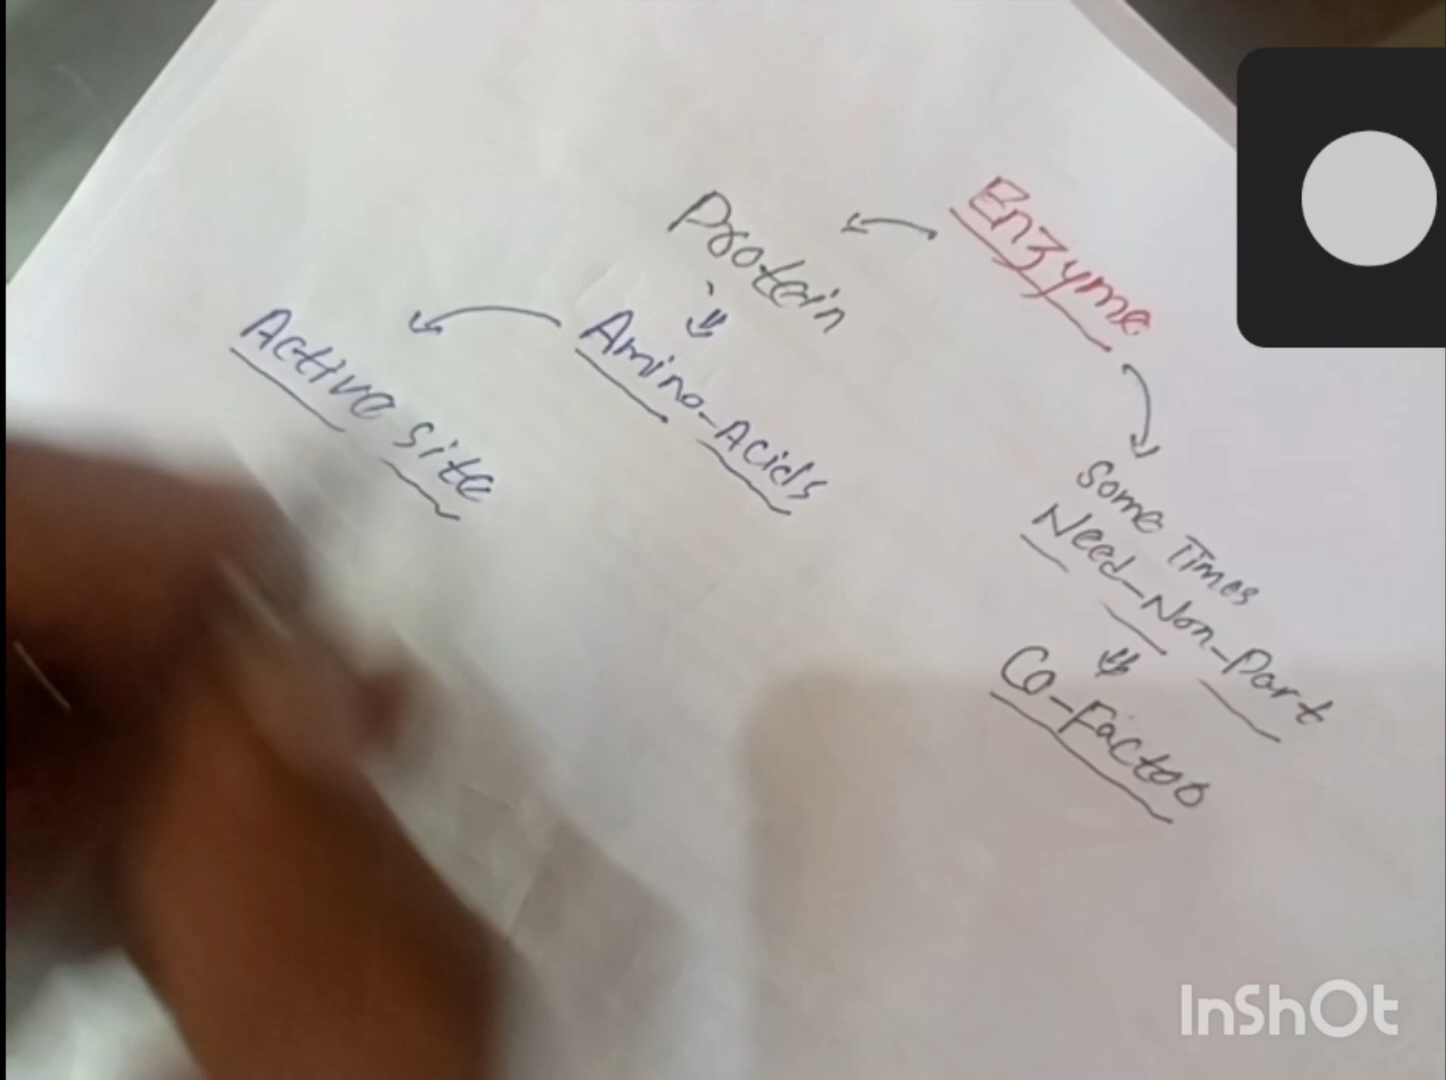 Enzyme
Protein
Amino-Acids
Active site
Some Times
Need-Non-Part
Co-Factor
InShOt